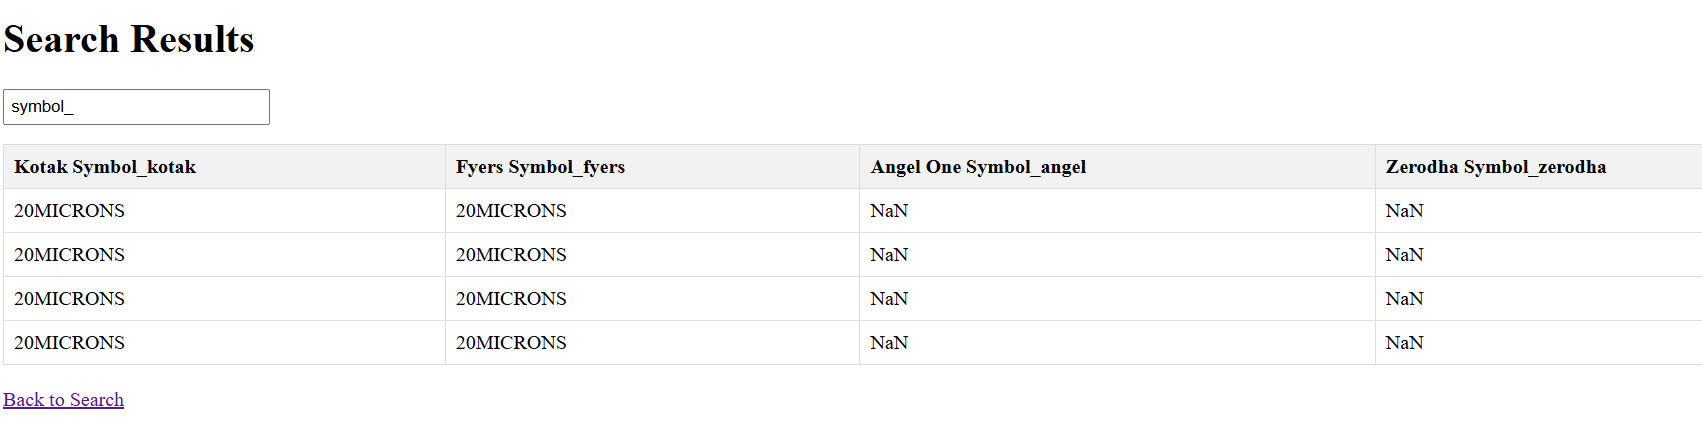 Search Results
symbol_
Kotak Symbol_kotak Fyers Symbol_fyers Angel One Symbol_angel Zerodha Symbol_zerodha
20MICRONS 20MICRONS NaN NaN
20MICRONS 20MICRONS NaN NaN
20MICRONS 20MICRONS NaN NaN
20MICRONS 20MICRONS NaN NaN
Back to Search